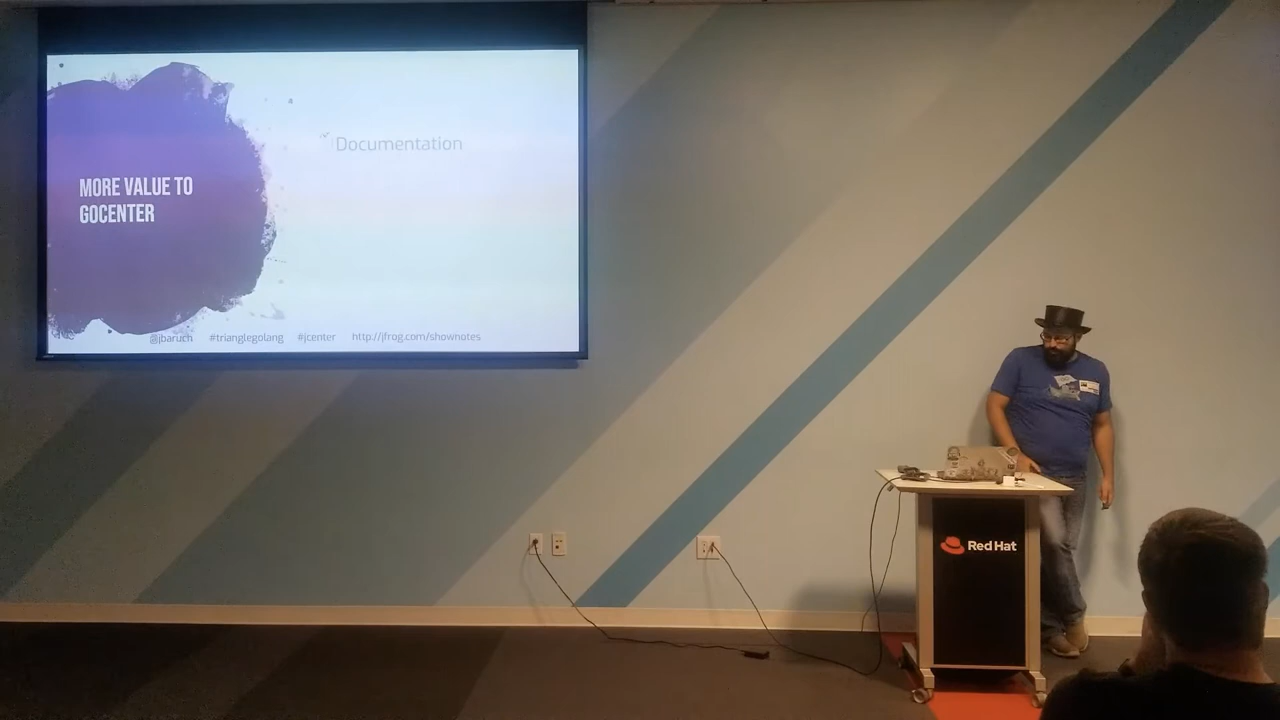 Documentation
MORE VALUE TO
GOCENTER
@jbaruch #trianglegolang #jcenter http://jfrog.com/shownotes
Red Hat